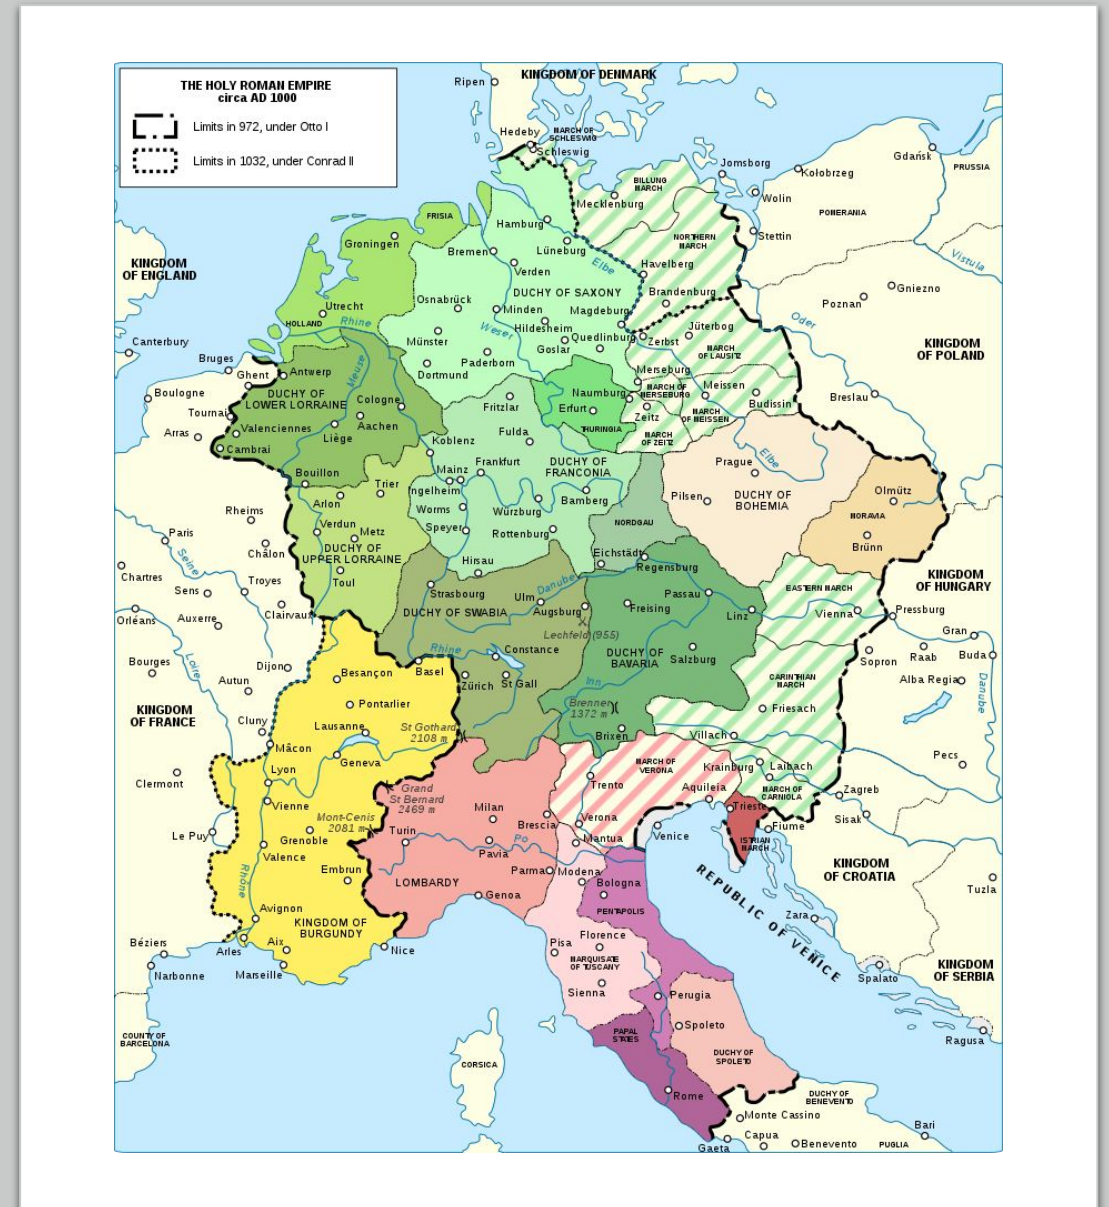 THE HOLY ROMAN EMPIRE
circa AD 1000
Limits in 972, under Otto I
Limits in 1032, under Conrad II
KINGDOM OF DENMARK
Ripen
Hedeby
MARCH OF
SCHLESWIG
Schleswig
Jomsborg
Gdańsk
PRUSSIA
Kołobrzeg
BILLUNG
MARCH
Mecklenburg
Wolin
POMERANIA
FRISIA
Hamburg
Groningen
Stettin
NORTHERN
MARCH
Bremen
Lüneburg
Elbe
Vistula
KINGDOM
OF ENGLAND
Verden
Havelberg
DUCHY OF SAXONY
Brandenburg
Gniezno
Osnabrück
Poznań
Utrecht
Minden
Magdeburg
HOLLAND
Rhine
Weser
Hildesheim
Oder
Jüterbog
Münster
Goslar
Quedlinburg
Zerbst
Canterbury
KINGDOM
OF POLAND
MARCH
OF LAUSITZ
Bruges
Paderborn
Dortmund
Merseburg
Ghent
Antwerp
Meuse
Boulogne
DUCHY OF
LOWER LORRAINE
Cologne
Naumburg
MARCH OF
MERSEBURG
Meissen
Budissin
Breslau
Fritzlar
Erfurt
Tournai
Zeitz
MARCH
OF MEISSEN
Arras
Valenciennes
Aachen
THURINGIA
Liège
Fulda
MARCH
OF ZEITZ
Cambrai
Koblenz
Elbe
Bouillon
Mainz
Frankfurt
DUCHY OF
FRANCONIA
Prague
Trier
Ingelheim
Olmütz
Arlon
Bamberg
Pilsen
DUCHY OF
BOHEMIA
Rheims
Worms
Würzburg
MORAVIA
Verdun
Metz
Speyer
Rottenburg
NORDGAU
Paris
Brünn
Châlon
DUCHY OF
UPPER LORRAINE
Hirsau
Eichstädt
Seine
Regensburg
Chartres
Troyes
Toul
Danube
KINGDOM
OF HUNGARY
Sens
Strasbourg
Ulm
Passau
EASTERN MARCH
Clairvaux
DUCHY OF SWABIA
Augsburg
Freising
Linz
Vienna
Pressburg
Orléans
Auxerre
Lechfeld (955)
Gran
Rhine
Constance
DUCHY OF
BAVARIA
Salzburg
Sopron
Raab
Buda
Bourges
Loire
Dijon
Besançon
Basel
Autun
Zürich
St Gall
Inn
CARINTHIAN
MARCH
Alba Regia
Danube
KINGDOM
OF FRANCE
Pontarlier
Brenner
1372 m
Friesach
Cluny
Lausanne
St Gothard
2108 m
Brixen
Villach
Mâcon
Geneva
Pecs
Lyon
MARCH OF
VERONA
Krainburg
Laibach
Clermont
Grand
St Bernard
2469 m
Trento
Aquileia
MARCH OF
CARNIOLA
Zagreb
Vienne
Milan
Trieste
Mont-Cenis
2081 m
Turin
Brescia
Verona
Fiume
Sisak
Le Puy
Grenoble
Po
Mantua
Venice
ISTRIAN
MARCH
Valence
Pavia
KINGDOM
OF CROATIA
Rhône
Embrun
LOMBARDY
Parma
Modena
Bologna
REPUBLIC OF VENICE
Tuzla
Genoa
Avignon
PENTAPOLIS
Zara
KINGDOM OF
BURGUNDY
Béziers
Arles
Aix
Nice
Pisa
Florence
MARQUISATE
OF TUSCANY
Narbonne
Marseille
Spalato
KINGDOM
OF SERBIA
Sienna
Perugia
COUNTY OF
BARCELONA
PAPAL
STATES
Spoleto
Ragusa
CORSICA
DUCHY OF
SPOLETO
Rome
DUCHY OF
BENEVENTO
Monte Cassino
Capua
Bari
Gaeta
Benevento
PUGLIA